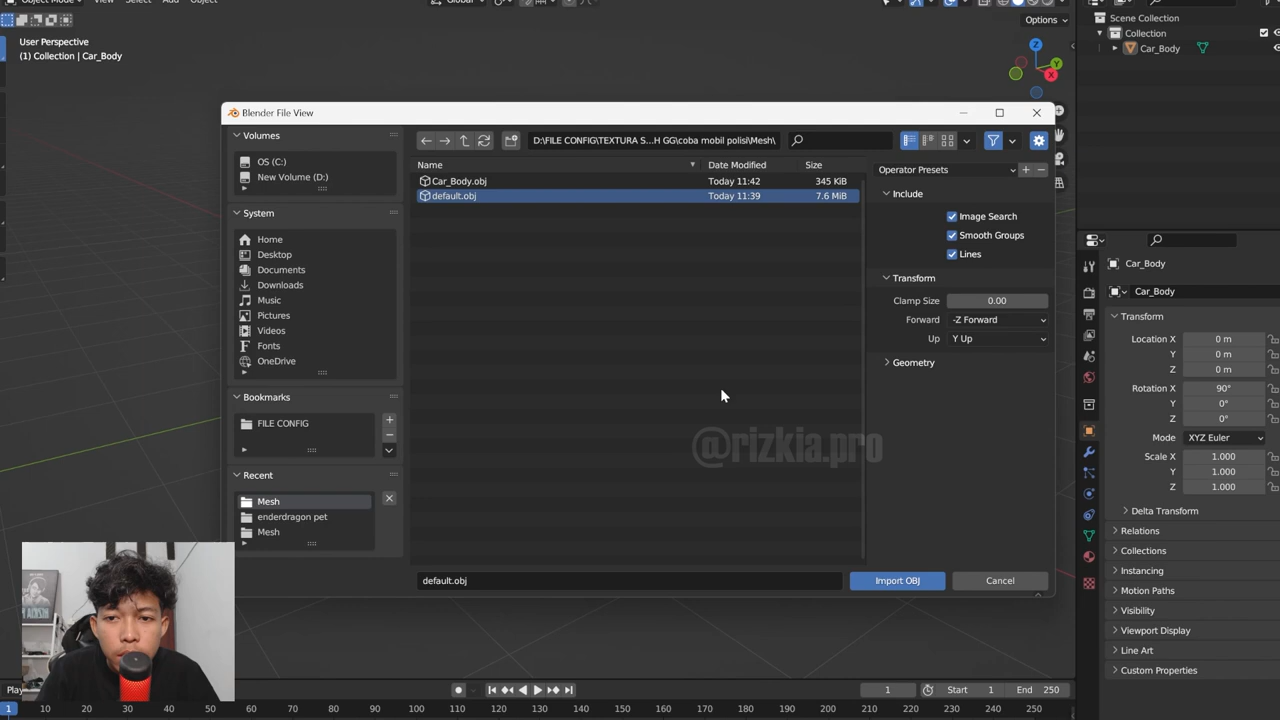 Object Mode
View
Select
Add
Object
Global
Options
User Perspective
(1) Collection | Car_Body
Scene Collection
Collection
Car_Body
Blender File View
Volumes
OS (C:)
New Volume (D:)
System
Home
Desktop
Documents
Downloads
Music
Pictures
Videos
Fonts
OneDrive
Bookmarks
FILE CONFIG
Recent
Mesh
enderdragon pet
Mesh
D:\FILE CONFIG\TEXTURA S...H GG\coba mobil polisi\Mesh\
Name Date Modified Size
Car_Body.obj Today 11:42 345 KiB
default.obj Today 11:39 7.6 MiB
Operator Presets
Include
Image Search
Smooth Groups
Lines
Transform
Clamp Size 0.00
Forward -Z Forward
Up Y Up
Geometry
@rizkia.pro
default.obj
Import OBJ
Cancel
Car_Body
Car_Body
Transform
Location X 0 m
Y 0 m
Z 0 m
Rotation X 90°
Y 0°
Z 0°
Mode XYZ Euler
Scale X 1.000
Y 1.000
Z 1.000
Delta Transform
Relations
Collections
Instancing
Motion Paths
Visibility
Viewport Display
Line Art
Custom Properties
1 Start 1 End 250
1 10 20 30 40 50 60 70 80 90 100 110 120 130 140 150 160 170 180 190 200 210 220 230 240 250
X
Y
Z